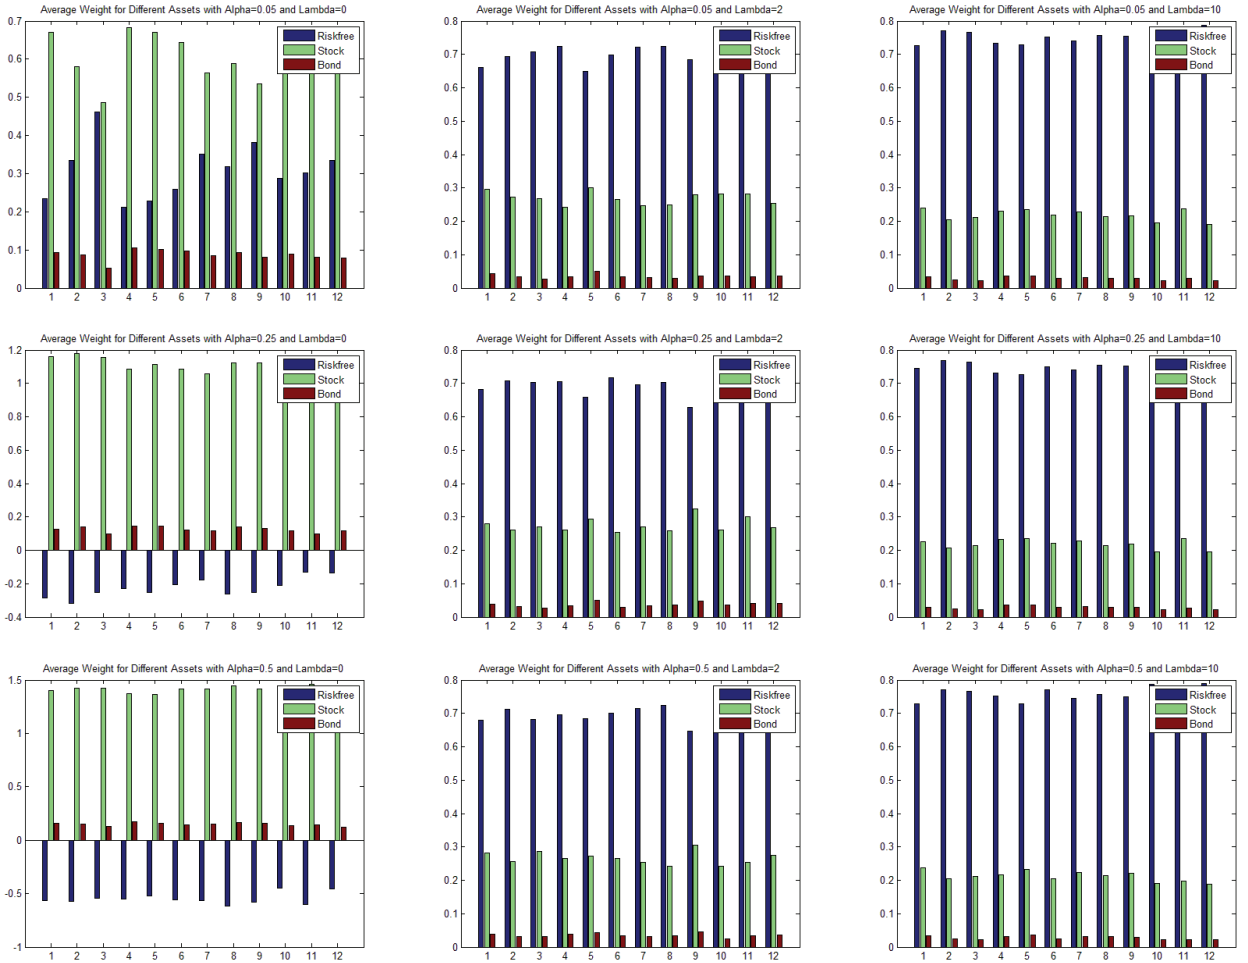 Average Weight for Different Assets with Alpha=0.05 and Lambda=0
0.7
0.6
0.5
0.4
0.3
0.2
0.1
0
Riskfree
Stock
Bond
1 2 3 4 5 6 7 8 9 10 11 12
Average Weight for Different Assets with Alpha=0.05 and Lambda=2
0.8
0.7
0.6
0.5
0.4
0.3
0.2
0.1
0
Riskfree
Stock
Bond
1 2 3 4 5 6 7 8 9 10 11 12
Average Weight for Different Assets with Alpha=0.05 and Lambda=10
0.8
0.7
0.6
0.5
0.4
0.3
0.2
0.1
0
Riskfree
Stock
Bond
1 2 3 4 5 6 7 8 9 10 11 12
Average Weight for Different Assets with Alpha=0.25 and Lambda=0
1.2
1
0.8
0.6
0.4
0.2
0
-0.2
-0.4
Riskfree
Stock
Bond
1 2 3 4 5 6 7 8 9 10 11 12
Average Weight for Different Assets with Alpha=0.25 and Lambda=2
0.8
0.7
0.6
0.5
0.4
0.3
0.2
0.1
0
Riskfree
Stock
Bond
1 2 3 4 5 6 7 8 9 10 11 12
Average Weight for Different Assets with Alpha=0.25 and Lambda=10
0.8
0.7
0.6
0.5
0.4
0.3
0.2
0.1
0
Riskfree
Stock
Bond
1 2 3 4 5 6 7 8 9 10 11 12
Average Weight for Different Assets with Alpha=0.5 and Lambda=0
1.5
1
0.5
0
-0.5
-1
Riskfree
Stock
Bond
1 2 3 4 5 6 7 8 9 10 11 12
Average Weight for Different Assets with Alpha=0.5 and Lambda=2
0.8
0.7
0.6
0.5
0.4
0.3
0.2
0.1
0
Riskfree
Stock
Bond
1 2 3 4 5 6 7 8 9 10 11 12
Average Weight for Different Assets with Alpha=0.5 and Lambda=10
0.8
0.7
0.6
0.5
0.4
0.3
0.2
0.1
0
Riskfree
Stock
Bond
1 2 3 4 5 6 7 8 9 10 11 12